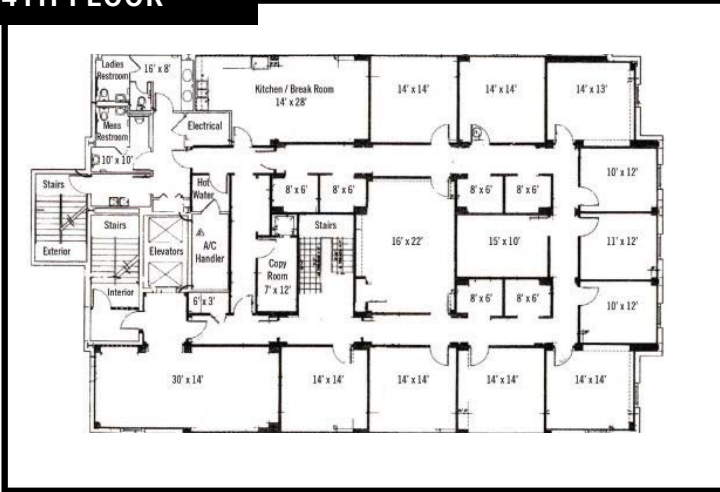 4TH FLOOR
Ladies
Restroom
16' x 8'
Kitchen / Break Room
14' x 28'
14' x 14'
14' x 14'
14' x 13'
Mens
Restroom
Electrical
10' x 10'
Stairs
Hot
Water
8' x 6'
8' x 6'
8' x 6'
8' x 6'
10' x 12'
Stairs
Exterior
Elevators
A/C
Handler
Stairs
Copy
Room
7' x 12'
16' x 22'
15' x 10'
11' x 12'
Interior
6' x 3'
8' x 6'
8' x 6'
10' x 12'
30' x 14'
14' x 14'
14' x 14'
14' x 14'
14' x 14'